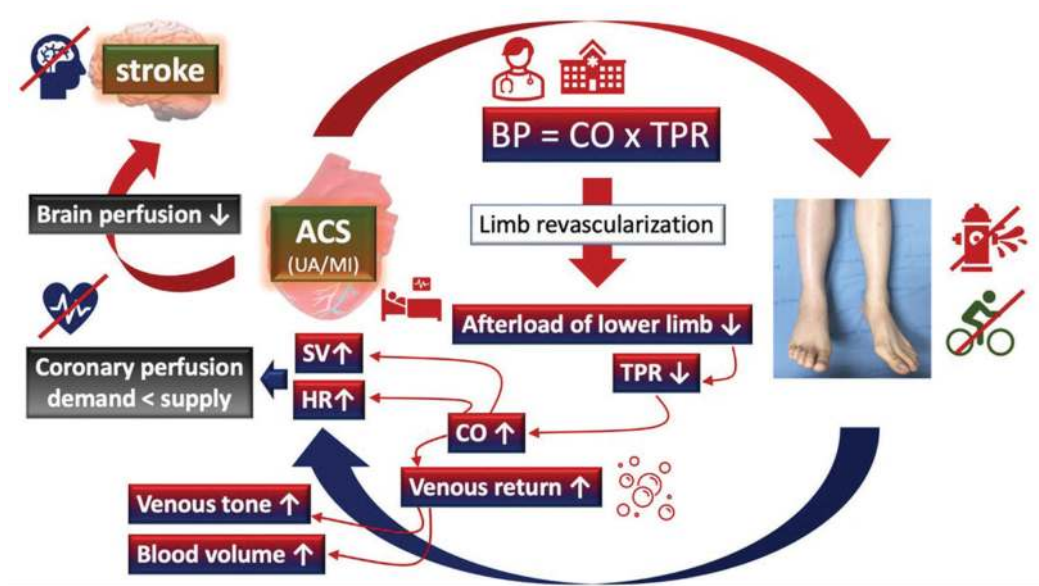 stroke
BP = CO x TPR
Brain perfusion ↓
ACS
(UA/MI)
Limb revascularization
Afterload of lower limb ↓
SV↑
TPR ↓
Coronary perfusion
demand < supply
HR↑
CO ↑
Venous return ↑
Venous tone ↑
Blood volume ↑